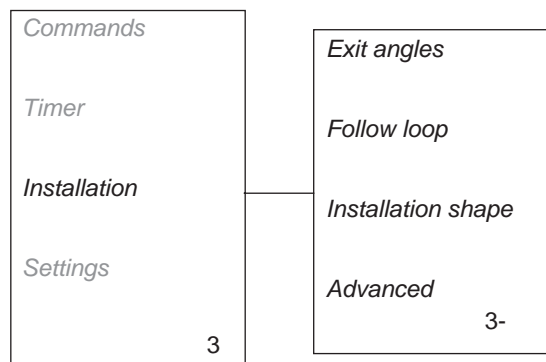 Commands
Timer
Installation
Settings
3
Exit angles
Follow loop
Installation shape
Advanced
3-